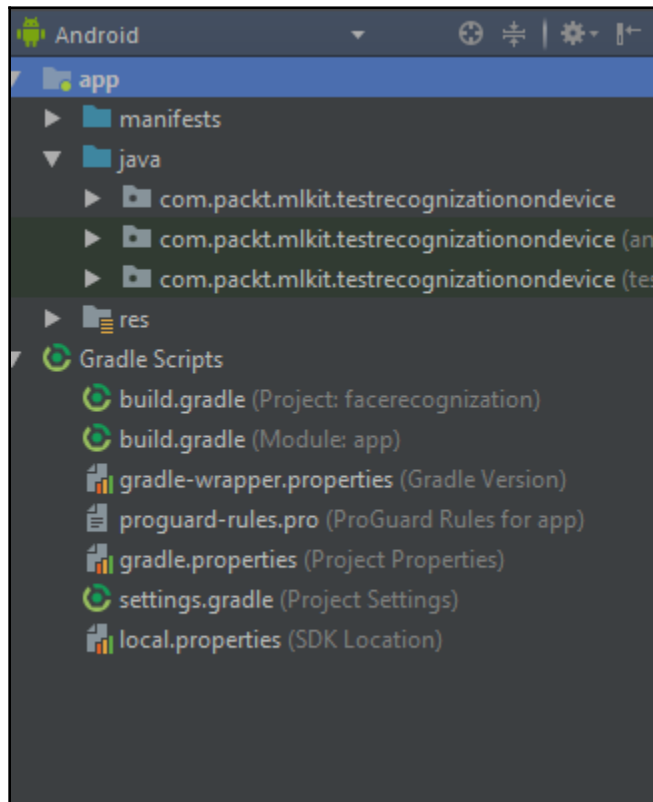 Android
app
manifests
java
com.packt.mlkit.testrecognizationondevice
com.packt.mlkit.testrecognizationondevice (an
com.packt.mlkit.testrecognizationondevice (tes
res
Gradle Scripts
build.gradle (Project: facerecognization)
build.gradle (Module: app)
gradle-wrapper.properties (Gradle Version)
proguard-rules.pro (ProGuard Rules for app)
gradle.properties (Project Properties)
settings.gradle (Project Settings)
local.properties (SDK Location)